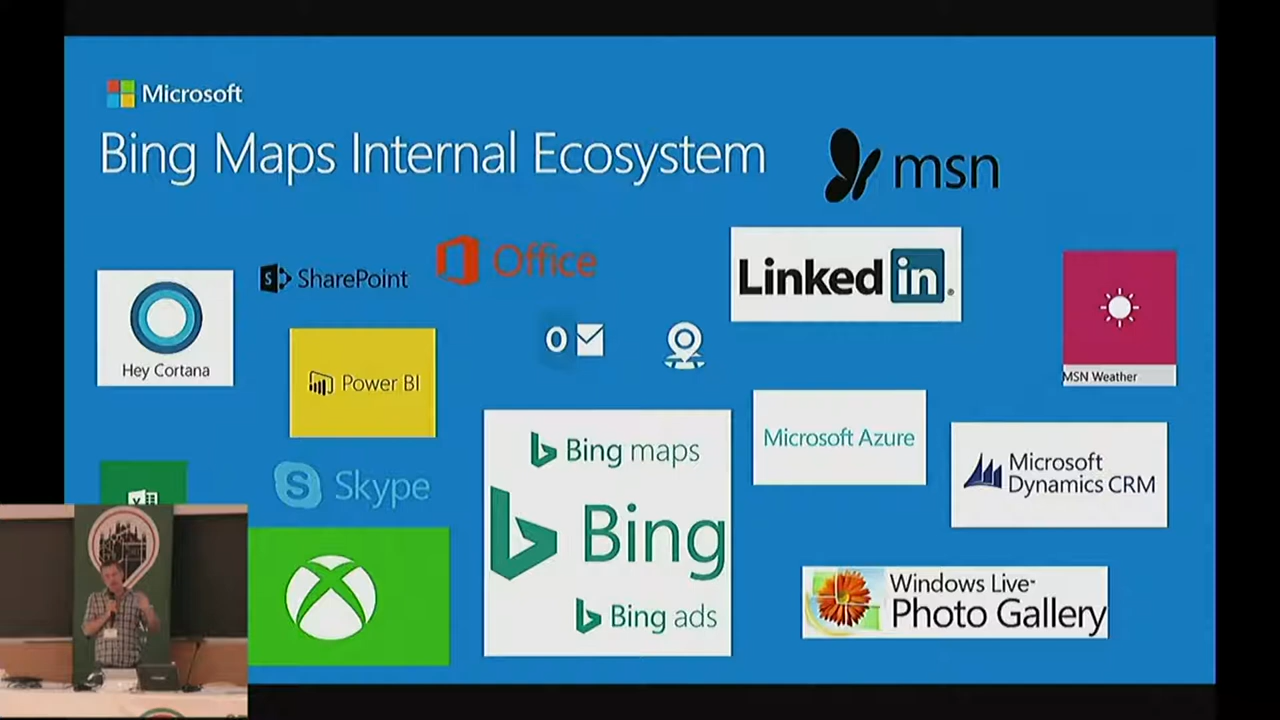 Microsoft
Bing Maps Internal Ecosystem
msn
Office
SharePoint
Linked in
Hey Cortana
Power BI
O
MSN Weather
Bing maps
Microsoft Azure
Microsoft
Dynamics CRM
Skype
Bing
Windows Live
Photo Gallery
Bing ads